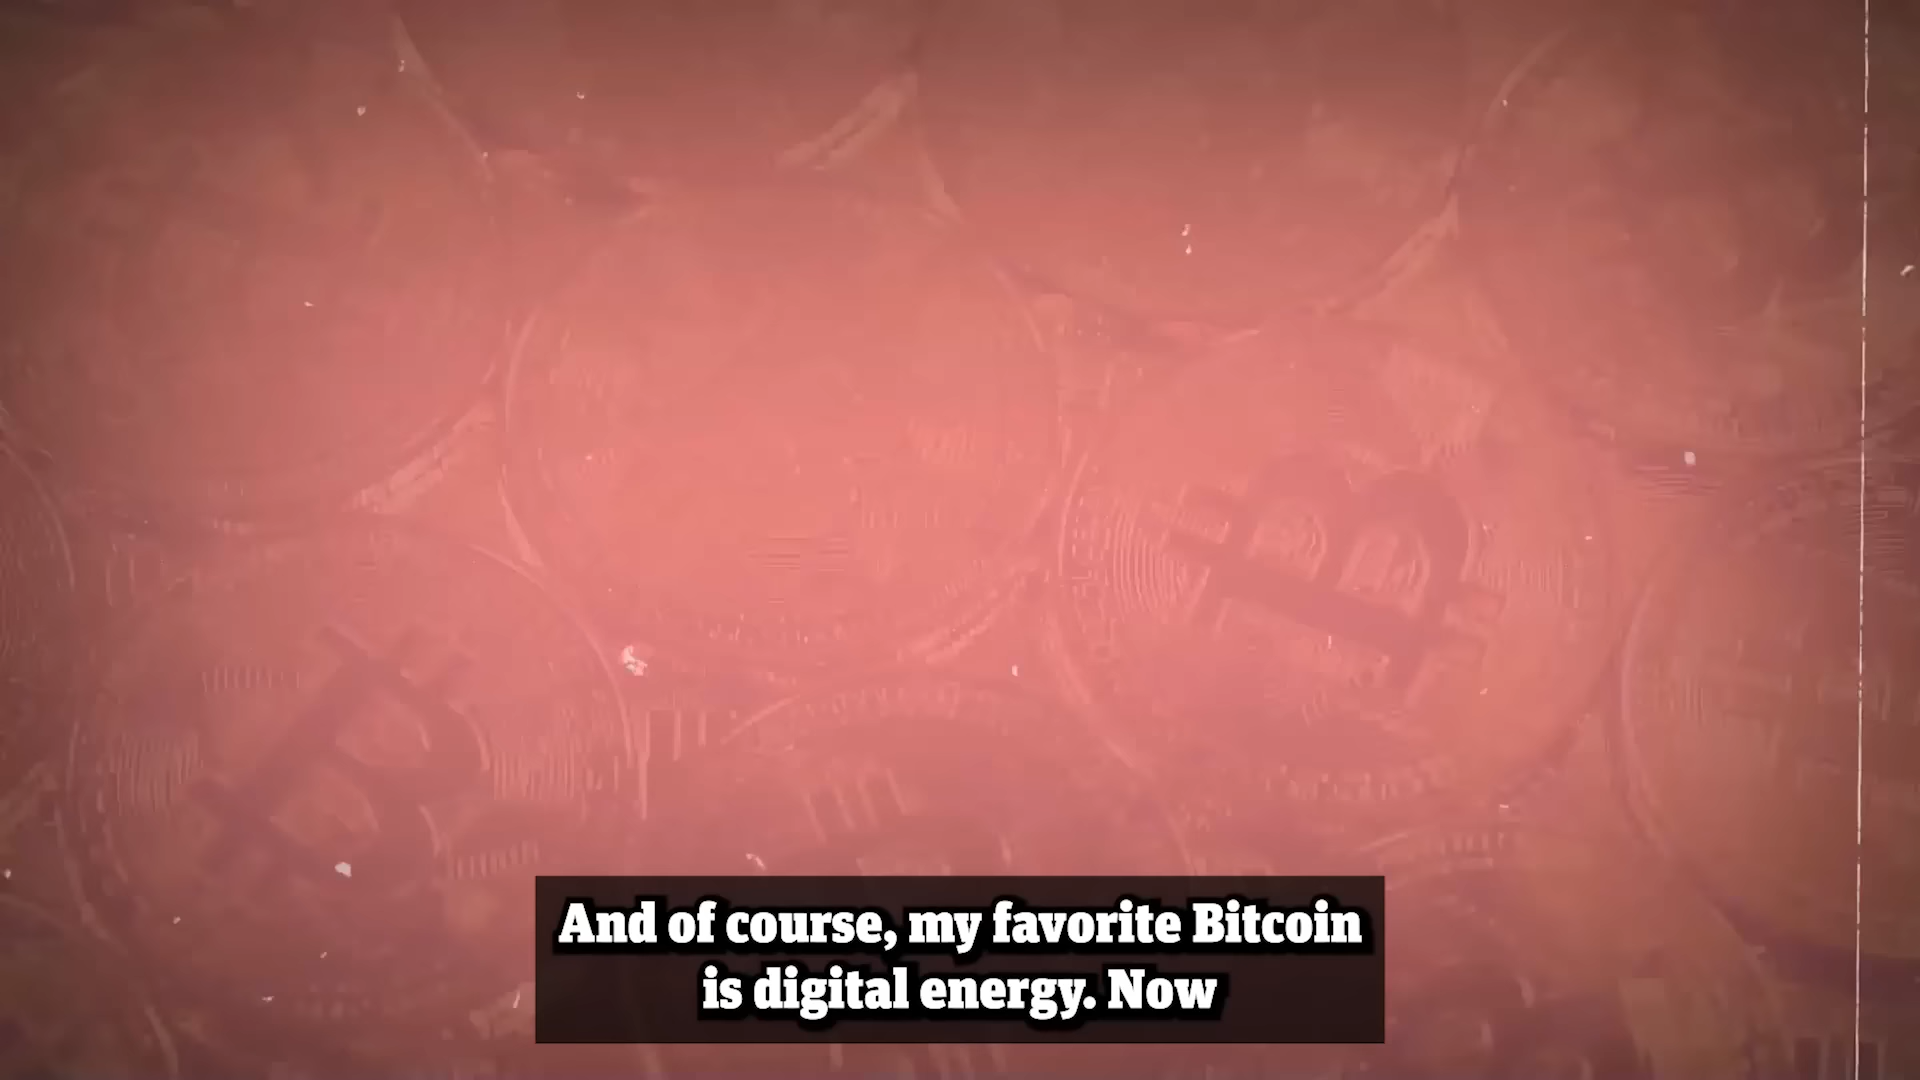 And of course, my favorite Bitcoin
is digital energy. Now